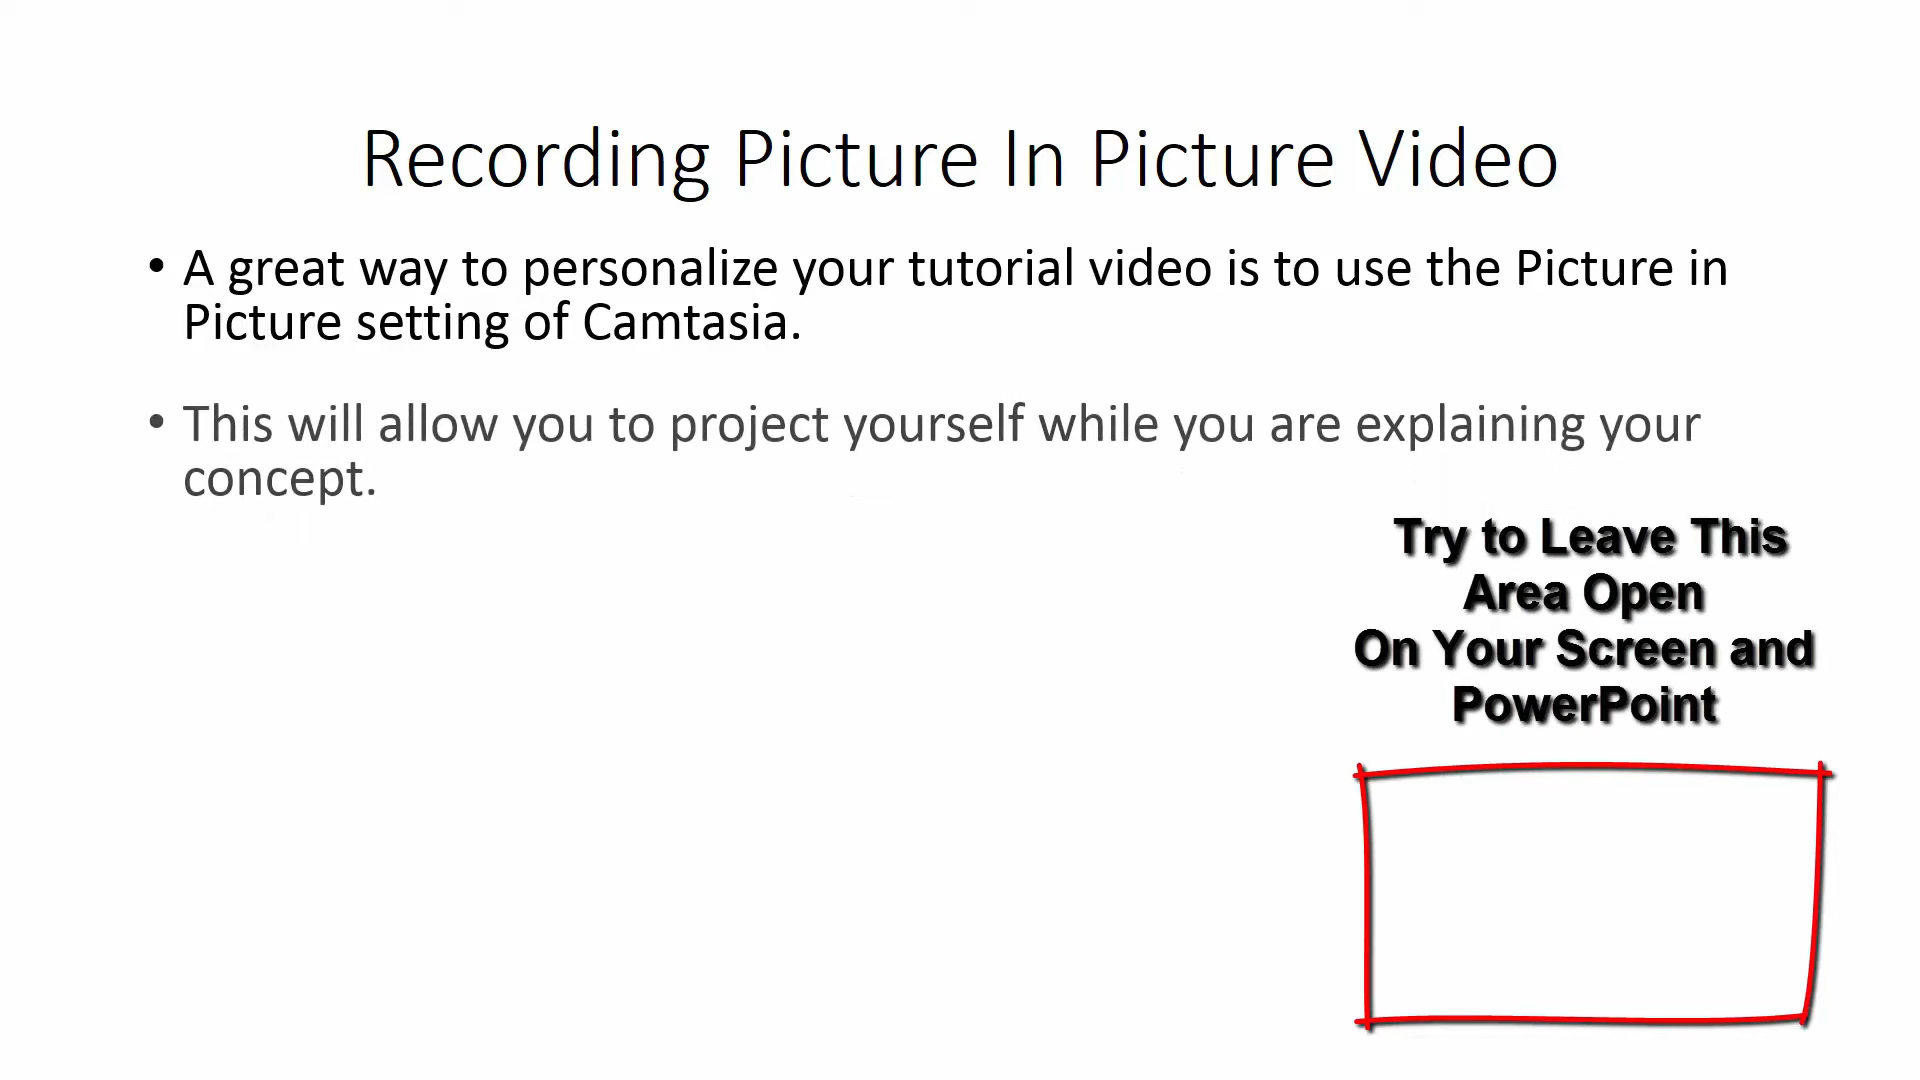 Recording Picture In Picture Video
• A great way to personalize your tutorial video is to use the Picture in
Picture setting of Camtasia.
• This will allow you to project yourself while you are explaining your
concept.
Try to Leave This
Area Open
On Your Screen and
PowerPoint